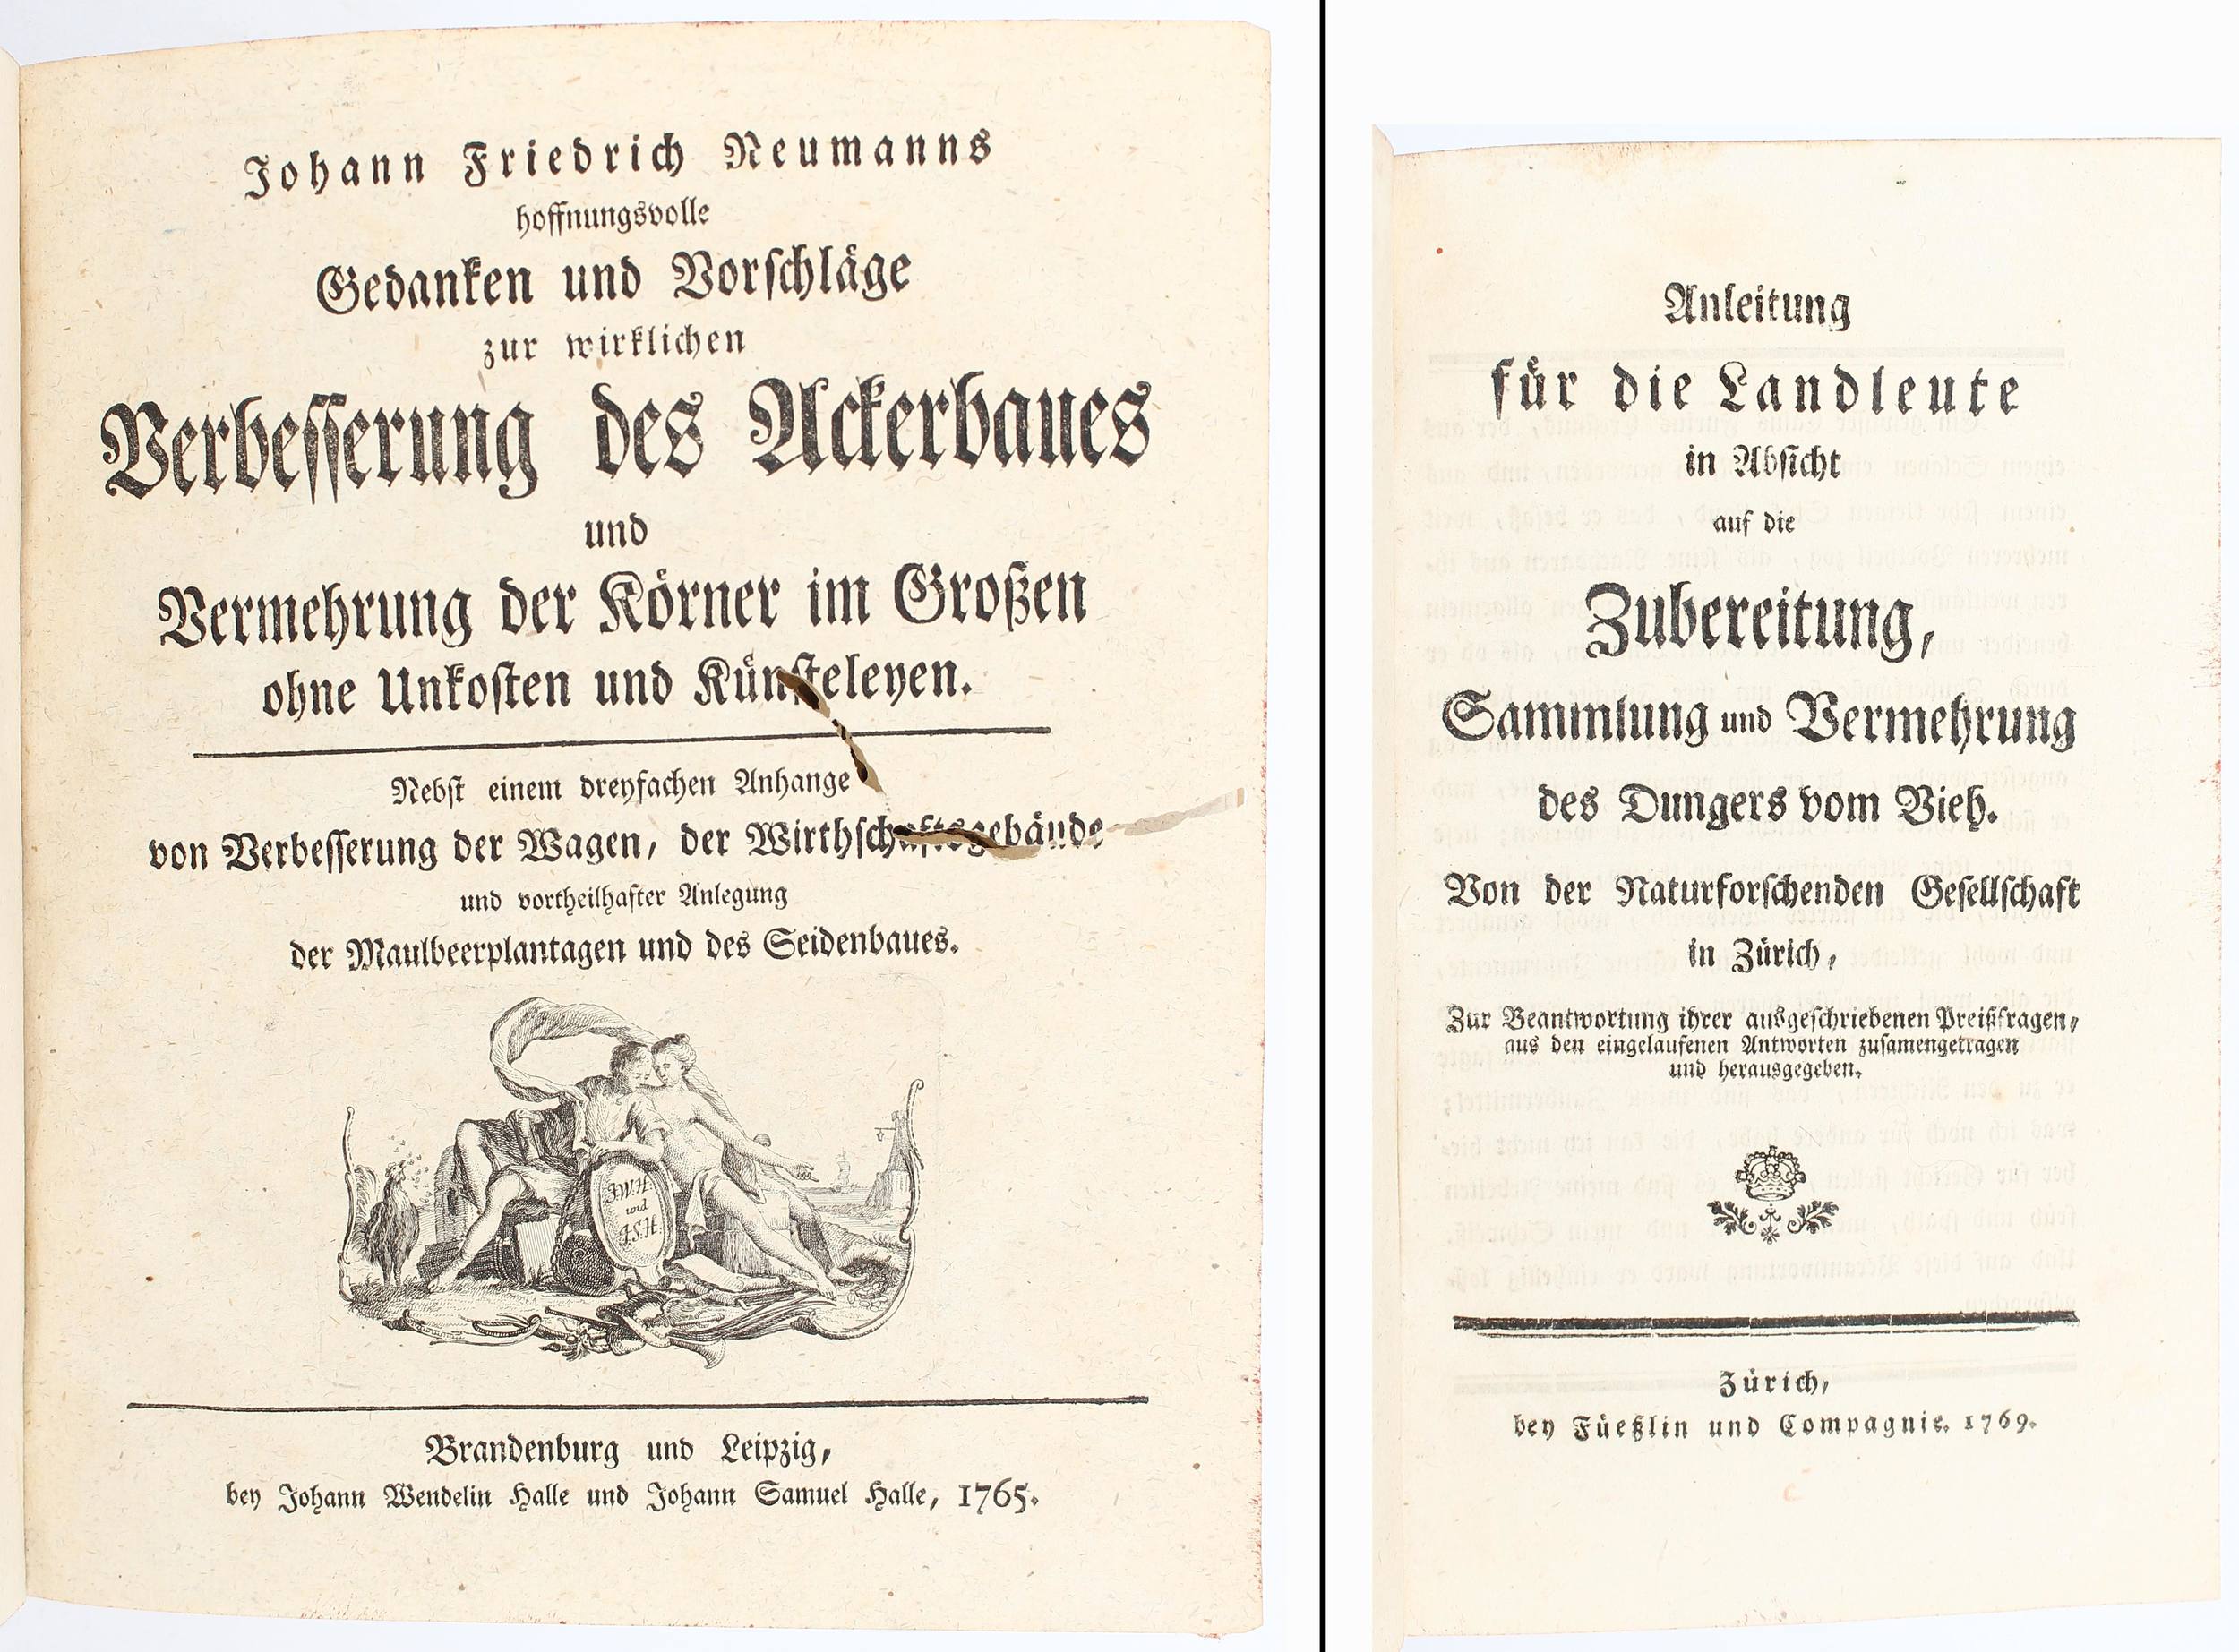 Johann Friedrich Neumanns
hoffnungsvolle
Gedanken und Vorschläge
zur wirklichen
Verbesserung des Ackerbaues
und
Vermehrung der Körner im Großen
ohne Unkosten und Künsteleyen.
Nebst einem dreyfachen Anhange
von Verbesserung der Wagen, der Wirthschaftsgebäude
und vortheilhafter Anlegung
der Maulbeerplantagen und des Seidenbaues.
J.W.H.
und
J.S.H.
Brandenburg und Leipzig,
bey Johann Wendelin Halle und Johann Samuel Halle, 1765.
Anleitung
für die Landleute
in Absicht
auf die
Zubereitung,
Sammlung und Vermehrung
des Dungers vom Vieh.
Von der Naturforschenden Gesellschaft
in Zürich,
Zur Beantwortung ihrer ausgeschriebenen Preißfragen,
aus den eingelaufenen Antworten zusamengetragen
und herausgegeben.
Zürich,
bey Füeßlin und Compagnie. 1769.